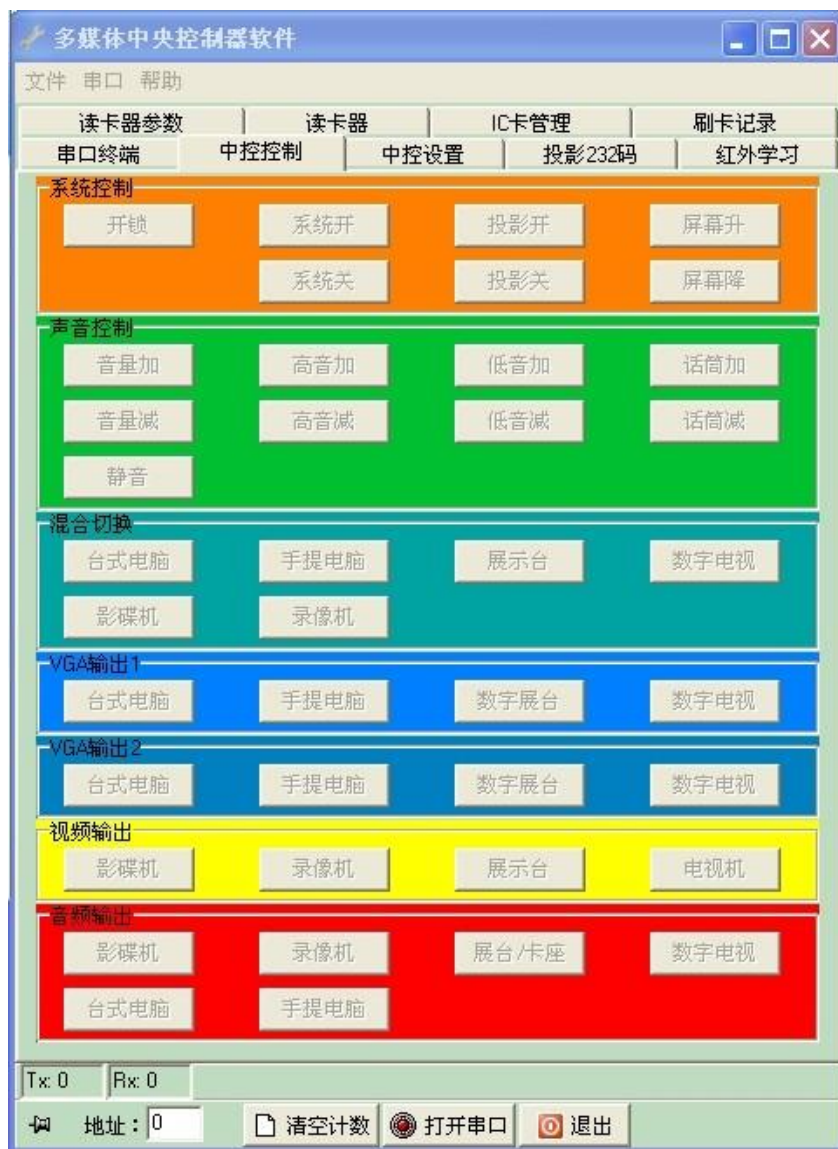 多媒体中央控制器软件
文件 串口 帮助
读卡器参数 读卡器 IC卡管理 刷卡记录
串口终端 中控控制 中控设置 投影232码 红外学习
系统控制
开锁 系统开 投影开 屏幕升
系统关 投影关 屏幕降
声音控制
音量加 高音加 低音加 话筒加
音量减 高音减 低音减 话筒减
静音
混合切换
台式电脑 手提电脑 展示台 数字电视
影碟机 录像机
VGA输出1
台式电脑 手提电脑 数字展台 数字电视
VGA输出2
台式电脑 手提电脑 数字展台 数字电视
视频输出
影碟机 录像机 展示台 电视机
音频输出
影碟机 录像机 展台/卡座 数字电视
台式电脑 手提电脑
Tx: 0 Rx: 0
地址：0 清空计数 打开串口 退出